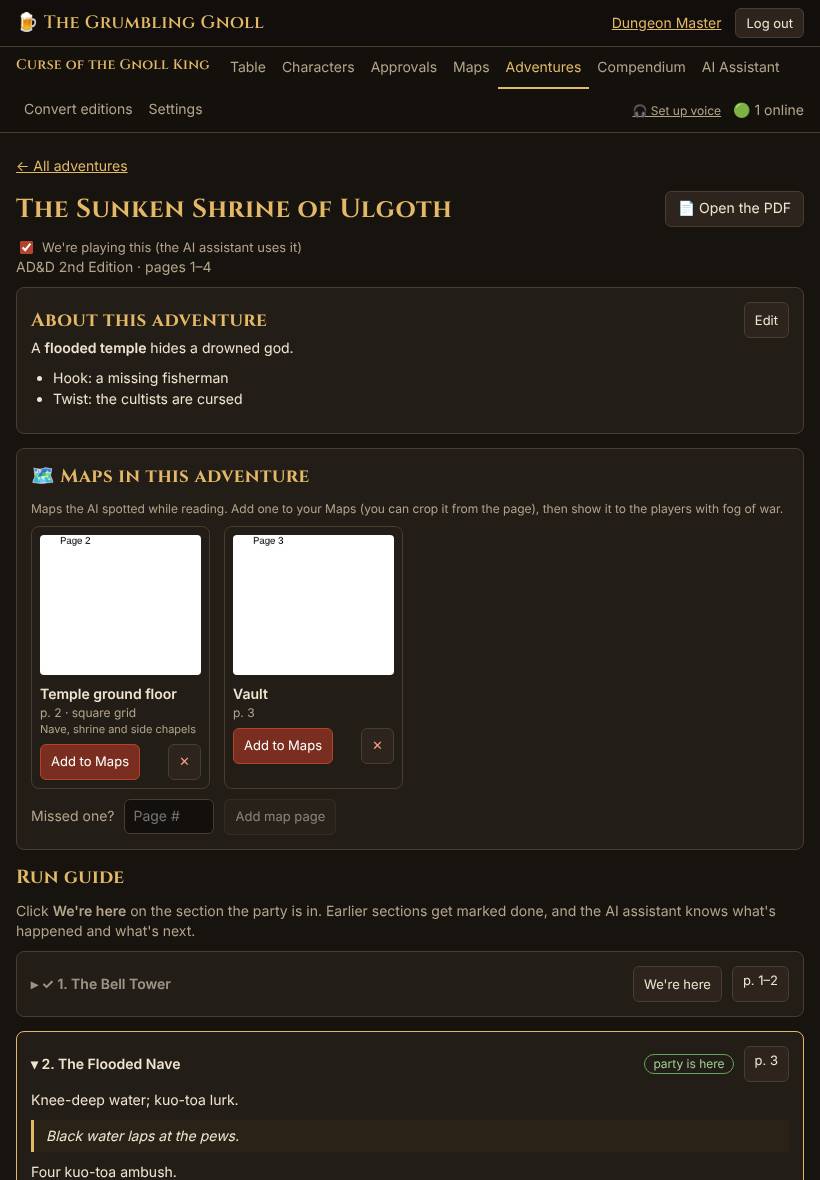 🍺 The Grumbling Gnoll
Dungeon Master
Log out
Curse of the Gnoll King
Table Characters Approvals Maps Adventures Compendium AI Assistant
Convert editions Settings
🎧 Set up voice 🟢 1 online
← All adventures
The Sunken Shrine of Ulgoth
📄 Open the PDF
We're playing this (the AI assistant uses it)
AD&D 2nd Edition · pages 1–4
About this adventure
Edit
A flooded temple hides a drowned god.
• Hook: a missing fisherman
• Twist: the cultists are cursed
🗺️ Maps in this adventure
Maps the AI spotted while reading. Add one to your Maps (you can crop it from the page), then show it to the players with fog of war.
Page 2
Temple ground floor
p. 2 · square grid
Nave, shrine and side chapels
Add to Maps ✕
Page 3
Vault
p. 3
Add to Maps ✕
Missed one? Page # Add map page
Run guide
Click We're here on the section the party is in. Earlier sections get marked done, and the AI assistant knows what's
happened and what's next.
▸ ✓ 1. The Bell Tower
We're here p. 1–2
▾ 2. The Flooded Nave
party is here p. 3
Knee-deep water; kuo-toa lurk.
Black water laps at the pews.
Four kuo-toa ambush.